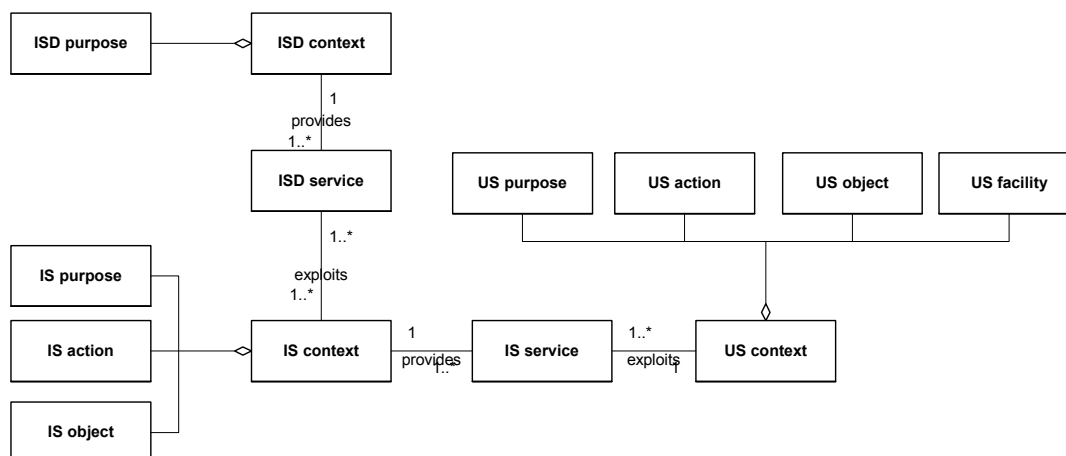 ISD purpose
ISD context
1
provides
1..*
ISD service
US purpose
US action
US object
US facility
1..*
exploits
1..*
IS purpose
IS action
IS context
1
provides
1..*
IS service
1..*
exploits
1
US context
IS object